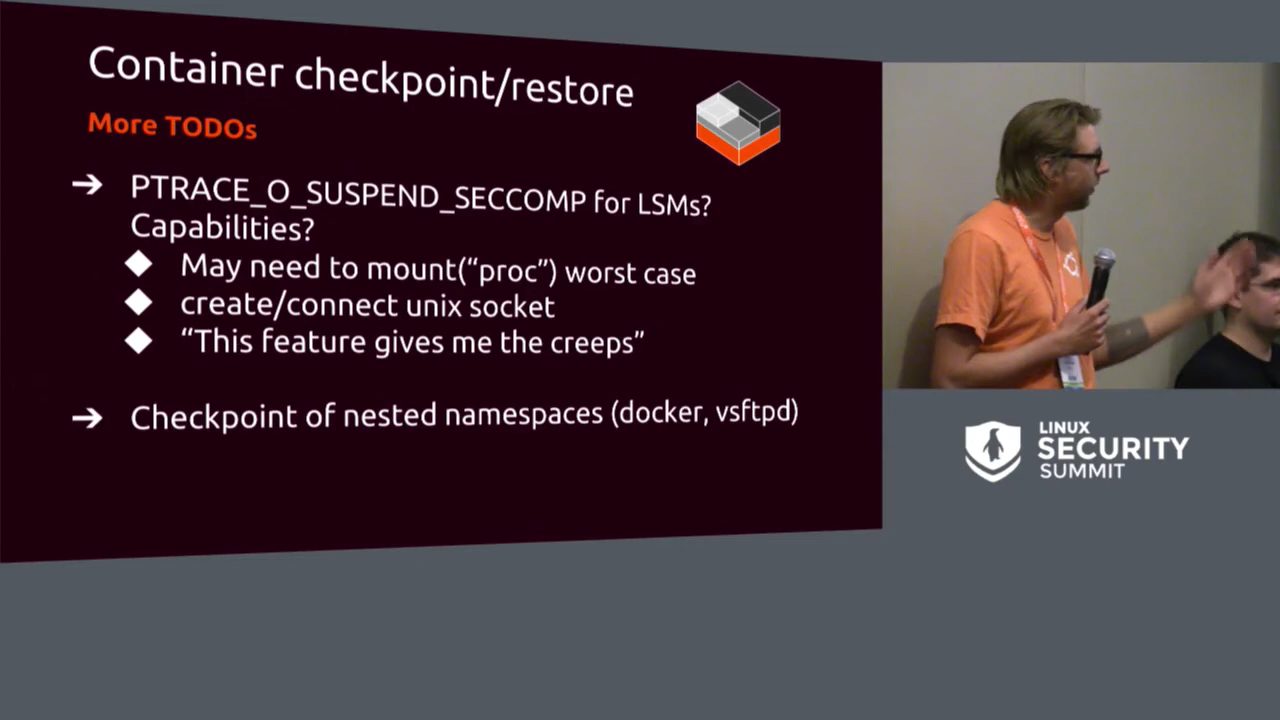 Container checkpoint/restore
More TODOs
➔ PTRACE_O_SUSPEND_SECCOMP for LSMs?
Capabilities?
◆ May need to mount(“proc”) worst case
◆ create/connect unix socket
◆ “This feature gives me the creeps”
➔ Checkpoint of nested namespaces (docker, vsftpd)
LINUX
SECURITY
SUMMIT